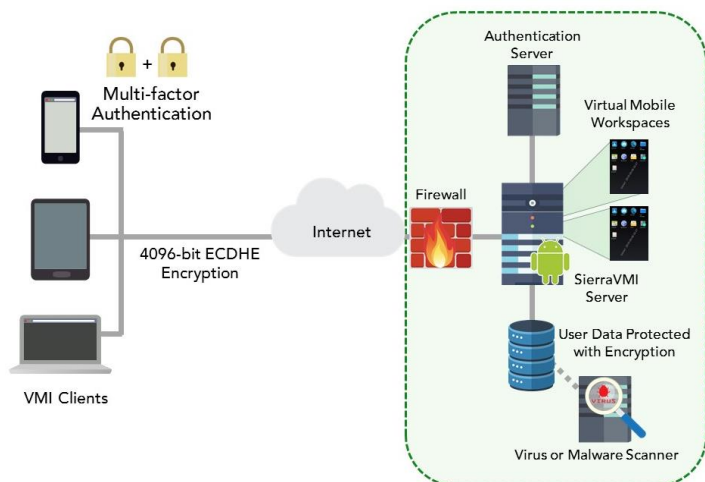 Multi-factor
Authentication
VMI Clients
4096-bit ECDHE
Encryption
Internet
Firewall
Authentication
Server
Virtual Mobile
Workspaces
SierraVMI
Server
User Data Protected
with Encryption
VIRUS
Virus or Malware Scanner